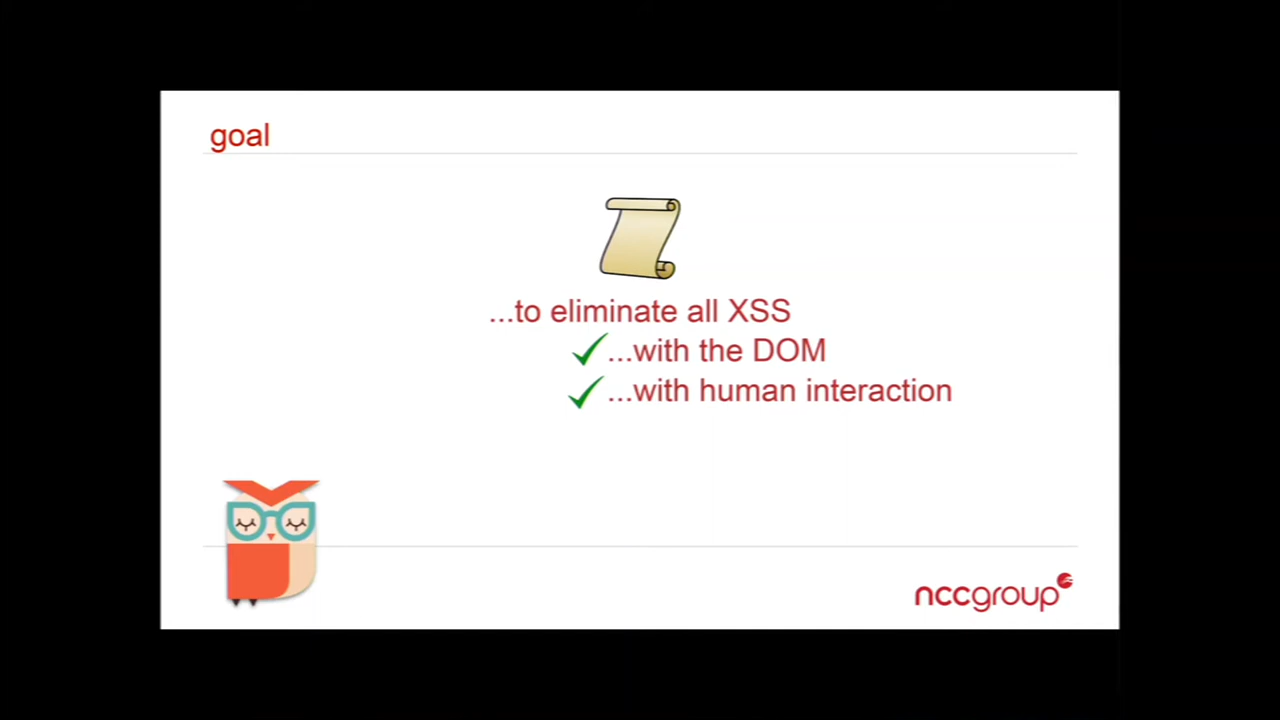 goal
...to eliminate all XSS
...with the DOM
...with human interaction
nccgroup